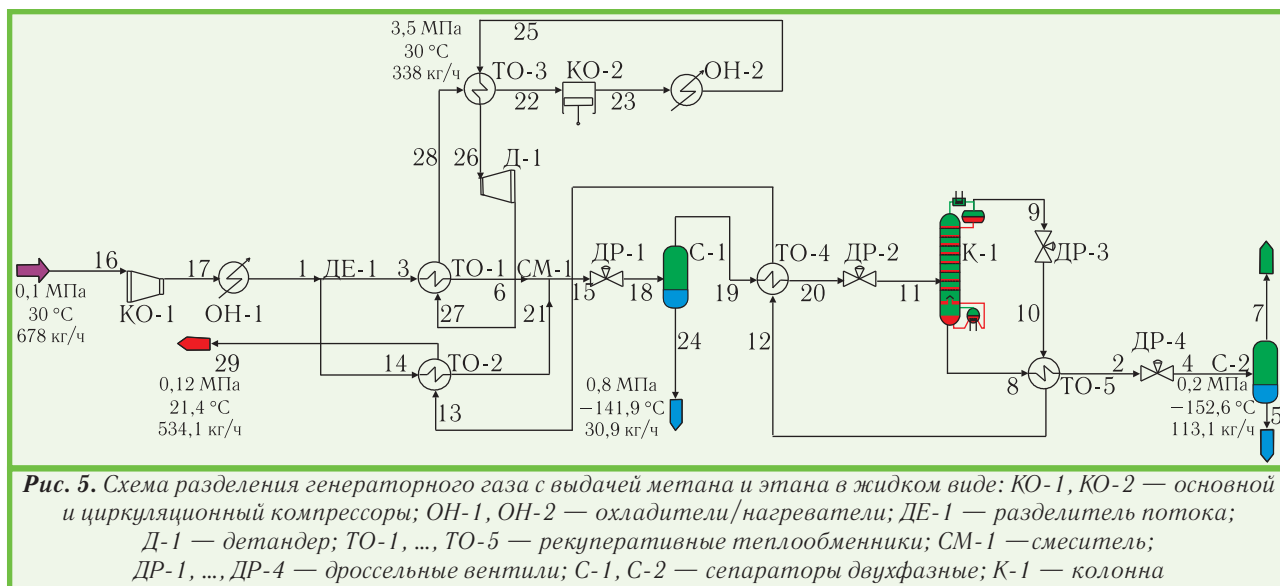 3,5 МПа
30 °С
338 кг/ч
25
ТО-3
КО-2
ОН-2
22
23
28
26
Д-1
16
17
1
ДЕ-1
3
ТО-1
6
СМ-1
15
ДР-1
18
С-1
19
ТО-4
20
ДР-2
11
К-1
9
ДР-3
0,1 МПа
30 °С
678 кг/ч
КО-1
ОН-1
27
21
24
12
10
7
29
14
ТО-2
13
0,12 МПа
21,4 °С
534,1 кг/ч
0,8 МПа
−141,9 °С
30,9 кг/ч
8
ТО-5
2
ДР-4
4
С-2
0,2 МПа
−152,6 °С
113,1 кг/ч
5
Рис. 5. Схема разделения генераторного газа с выдачей метана и этана в жидком виде: КО-1, КО-2 — основной
и циркуляционный компрессоры; ОН-1, ОН-2 — охладители/нагреватели; ДЕ-1 — разделитель потока;
Д-1 — детандер; ТО-1, ..., ТО-5 — рекуперативные теплообменники; СМ-1 —смеситель;
ДР-1, ..., ДР-4 — дроссельные вентили; С-1, С-2 — сепараторы двухфазные; К-1 — колонна